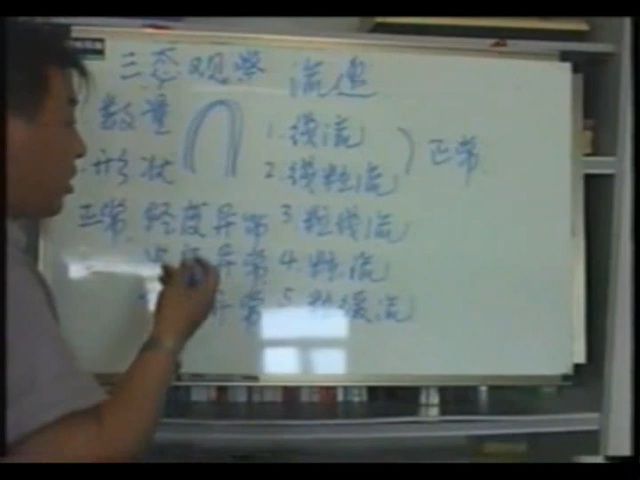 三态观察 流速
数量 1.线流
形状 2.线粒流 ) 正常
正常 轻度异常 3.粒线流
度异常 4.粒流
异常 5.粒缓流